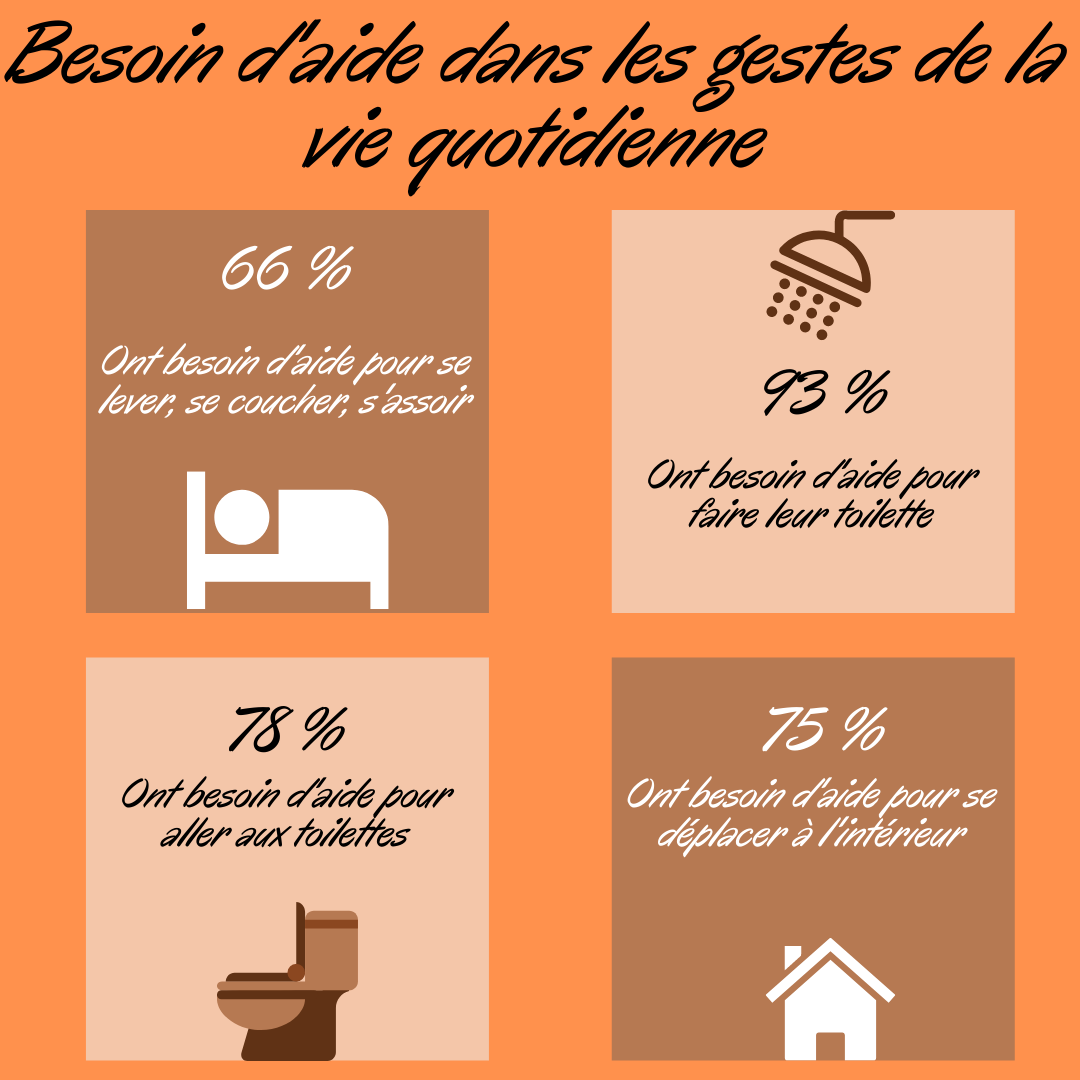 Besoin d'aide dans les gestes de la
vie quotidienne
66 %
Ont besoin d'aide pour se
lever, se coucher, s'assoir
93 %
Ont besoin d'aide pour
faire leur toilette
78 %
Ont besoin d'aide pour
aller aux toilettes
75 %
Ont besoin d'aide pour se
déplacer à l'intérieur